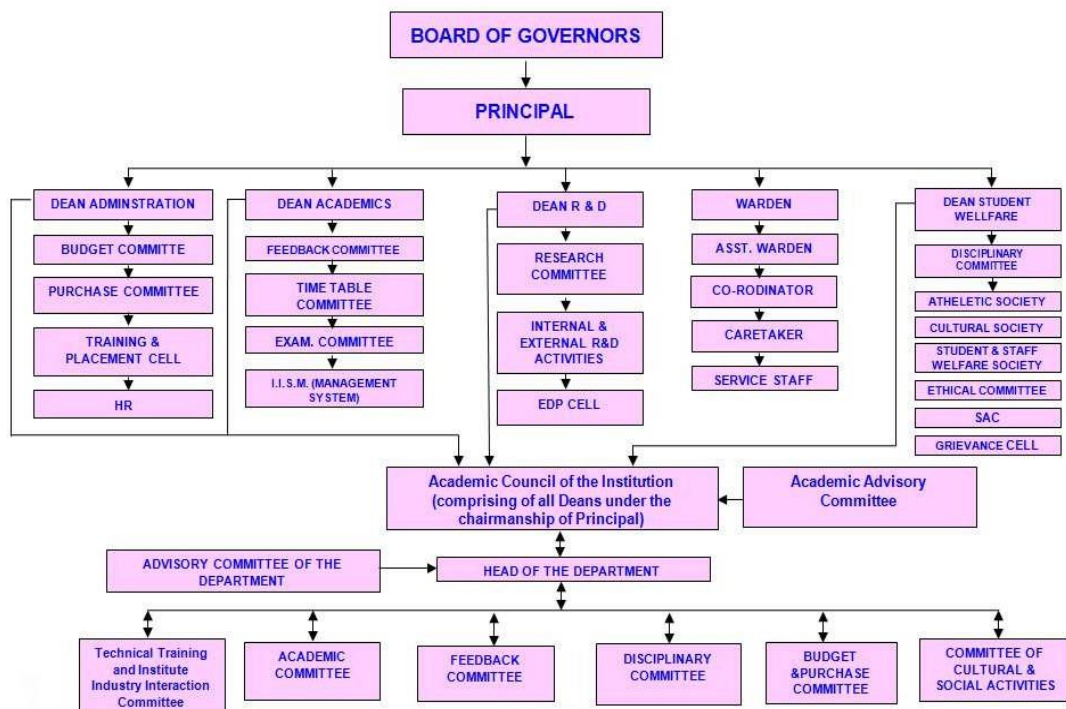 BOARD OF GOVERNORS
PRINCIPAL
DEAN ADMINSTRATION
BUDGET COMMITTE
PURCHASE COMMITTEE
TRAINING &
PLACEMENT CELL
HR
DEAN ACADEMICS
FEEDBACK COMMITTEE
TIME TABLE
COMMITTEE
EXAM. COMMITTEE
I.I.S.M. (MANAGEMENT
SYSTEM)
DEAN R & D
RESEARCH
COMMITTEE
INTERNAL &
EXTERNAL R&D
ACTIVITIES
EDP CELL
WARDEN
ASST. WARDEN
CO-RODINATOR
CARETAKER
SERVICE STAFF
DEAN STUDENT
WELLFARE
DISCIPLINARY
COMMITTEE
ATHELETIC SOCIETY
CULTURAL SOCIETY
STUDENT & STAFF
WELFARE SOCIETY
ETHICAL COMMITTEE
SAC
GRIEVANCE CELL
Academic Council of the Institution
(comprising of all Deans under the
chairmanship of Principal)
Academic Advisory
Committee
ADVISORY COMMITTEE OF THE
DEPARTMENT
HEAD OF THE DEPARTMENT
Technical Training
and Institute
Industry Interaction
Committee
ACADEMIC
COMMITTEE
FEEDBACK
COMMITTEE
DISCIPLINARY
COMMITTEE
BUDGET
&PURCHASE
COMMITTEE
COMMITTEE OF
CULTURAL &
SOCIAL ACTIVITIES